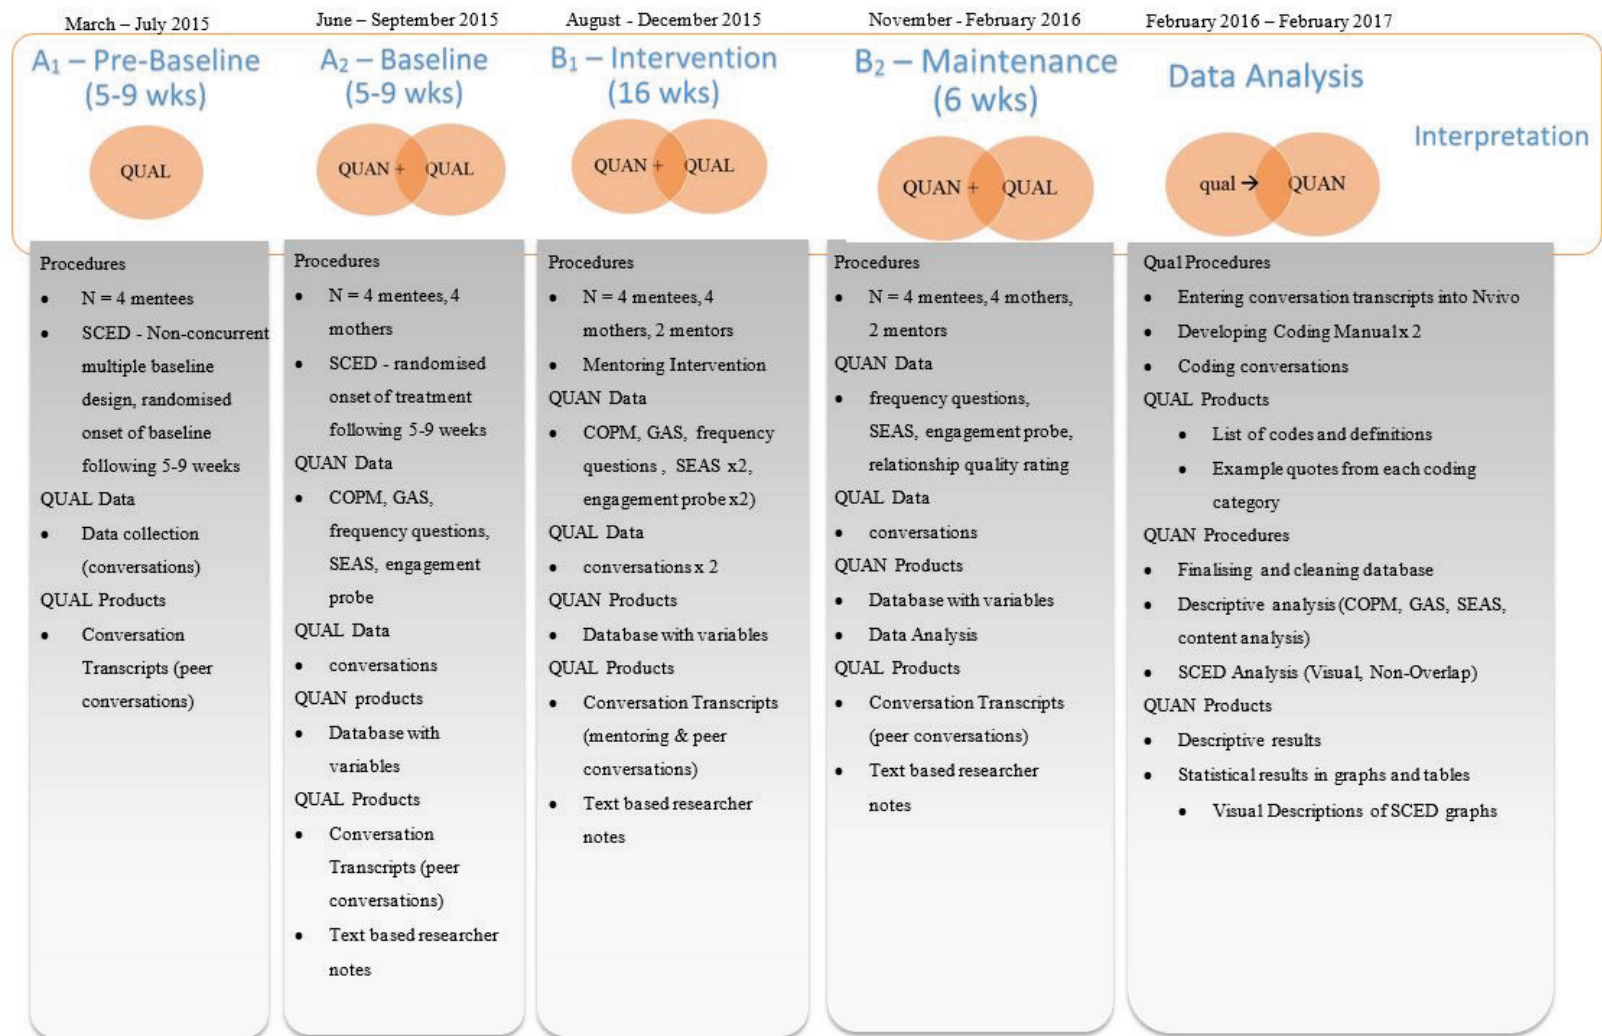 March – July 2015
A1 – Pre-Baseline
(5-9 wks)
QUAL
Procedures
• N = 4 mentees
• SCED - Non-concurrent
multiple baseline
design, randomised
onset of baseline
following 5-9 weeks
QUAL Data
• Data collection
(conversations)
QUAL Products
• Conversation
Transcripts (peer
conversations)
June – September 2015
A2 – Baseline
(5-9 wks)
QUAN + QUAL
Procedures
• N = 4 mentees, 4
mothers
• SCED - randomised
onset of treatment
following 5-9 weeks
QUAN Data
• COPM, GAS,
frequency questions,
SEAS, engagement
probe
QUAL Data
• conversations
QUAN products
• Database with
variables
QUAL Products
• Conversation
Transcripts (peer
conversations)
• Text based researcher
notes
August - December 2015
B1 – Intervention
(16 wks)
QUAN + QUAL
Procedures
• N = 4 mentees, 4
mothers, 2 mentors
• Mentoring Intervention
QUAN Data
• COPM, GAS, frequency
questions , SEAS x2,
engagement probe x2)
QUAL Data
• conversations x 2
QUAN Products
• Database with variables
QUAL Products
• Conversation Transcripts
(mentoring & peer
conversations)
• Text based researcher
notes
November - February 2016
B2 – Maintenance
(6 wks)
QUAN + QUAL
Procedures
• N = 4 mentees, 4 mothers,
2 mentors
QUAN Data
• frequency questions,
SEAS, engagement probe,
relationship quality rating
QUAL Data
• conversations
QUAN Products
• Database with variables
• Data Analysis
QUAL Products
• Conversation Transcripts
(peer conversations)
• Text based researcher
notes
February 2016 – February 2017
Data Analysis
qual → QUAN
Qual Procedures
• Entering conversation transcripts into Nvivo
• Developing Coding Manual x 2
• Coding conversations
QUAL Products
• List of codes and definitions
• Example quotes from each coding
category
QUAN Procedures
• Finalising and cleaning database
• Descriptive analysis (COPM, GAS, SEAS,
content analysis)
• SCED Analysis (Visual, Non-Overlap)
QUAN Products
• Descriptive results
• Statistical results in graphs and tables
• Visual Descriptions of SCED graphs
Interpretation